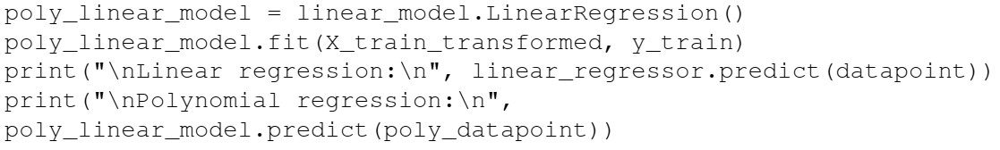 poly_linear_model = linear_model.LinearRegression()
poly_linear_model.fit(X_train_transformed, y_train)
print("\nLinear regression:\n", linear_regressor.predict(datapoint))
print("\nPolynomial regression:\n",
poly_linear_model.predict(poly_datapoint))